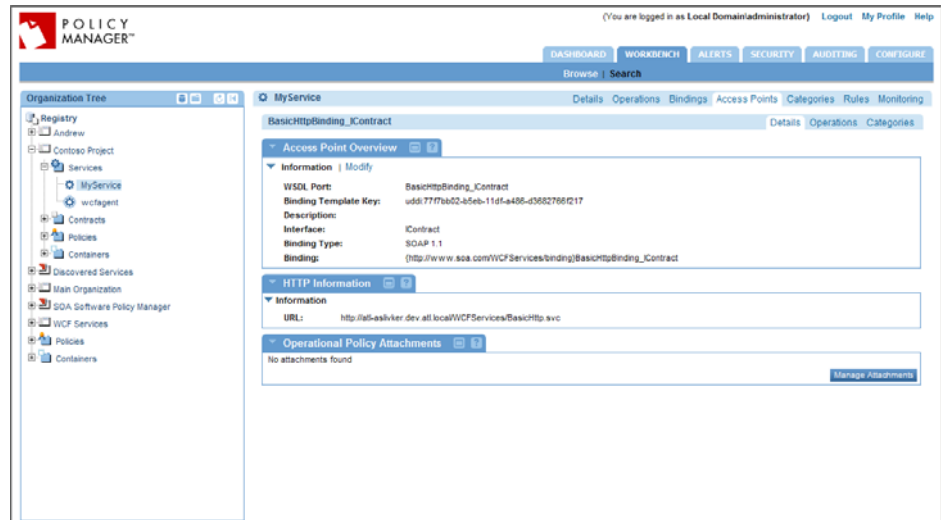 (You are logged in as Local Domain\administrator) Logout My Profile Help
POLICY
MANAGER™
DASHBOARD WORKBENCH ALERTS SECURITY AUDITING CONFIGURE
Browse | Search
Organization Tree
Registry
Andrew
Contoso Project
Services
MyService
wcfagent
Contracts
Policies
Containers
Discovered Services
Main Organization
SOA Software Policy Manager
WCF Services
Policies
Containers
MyService Details Operations Bindings Access Points Categories Rules Monitoring
BasicHttpBinding_IContract Details Operations Categories
Access Point Overview
Information | Modify
WSDL Port: BasicHttpBinding_IContract
Binding Template Key: uddi:77f7bb02-b5eb-11df-a486-d3682766f217
Description:
Interface: IContract
Binding Type: SOAP 1.1
Binding: {http://www.soa.com/WCFServices/binding}BasicHttpBinding_IContract
HTTP Information
Information
URL: http://atl-aslivker.dev.atl.local/WCFServices/BasicHttp.svc
Operational Policy Attachments
No attachments found
Manage Attachments